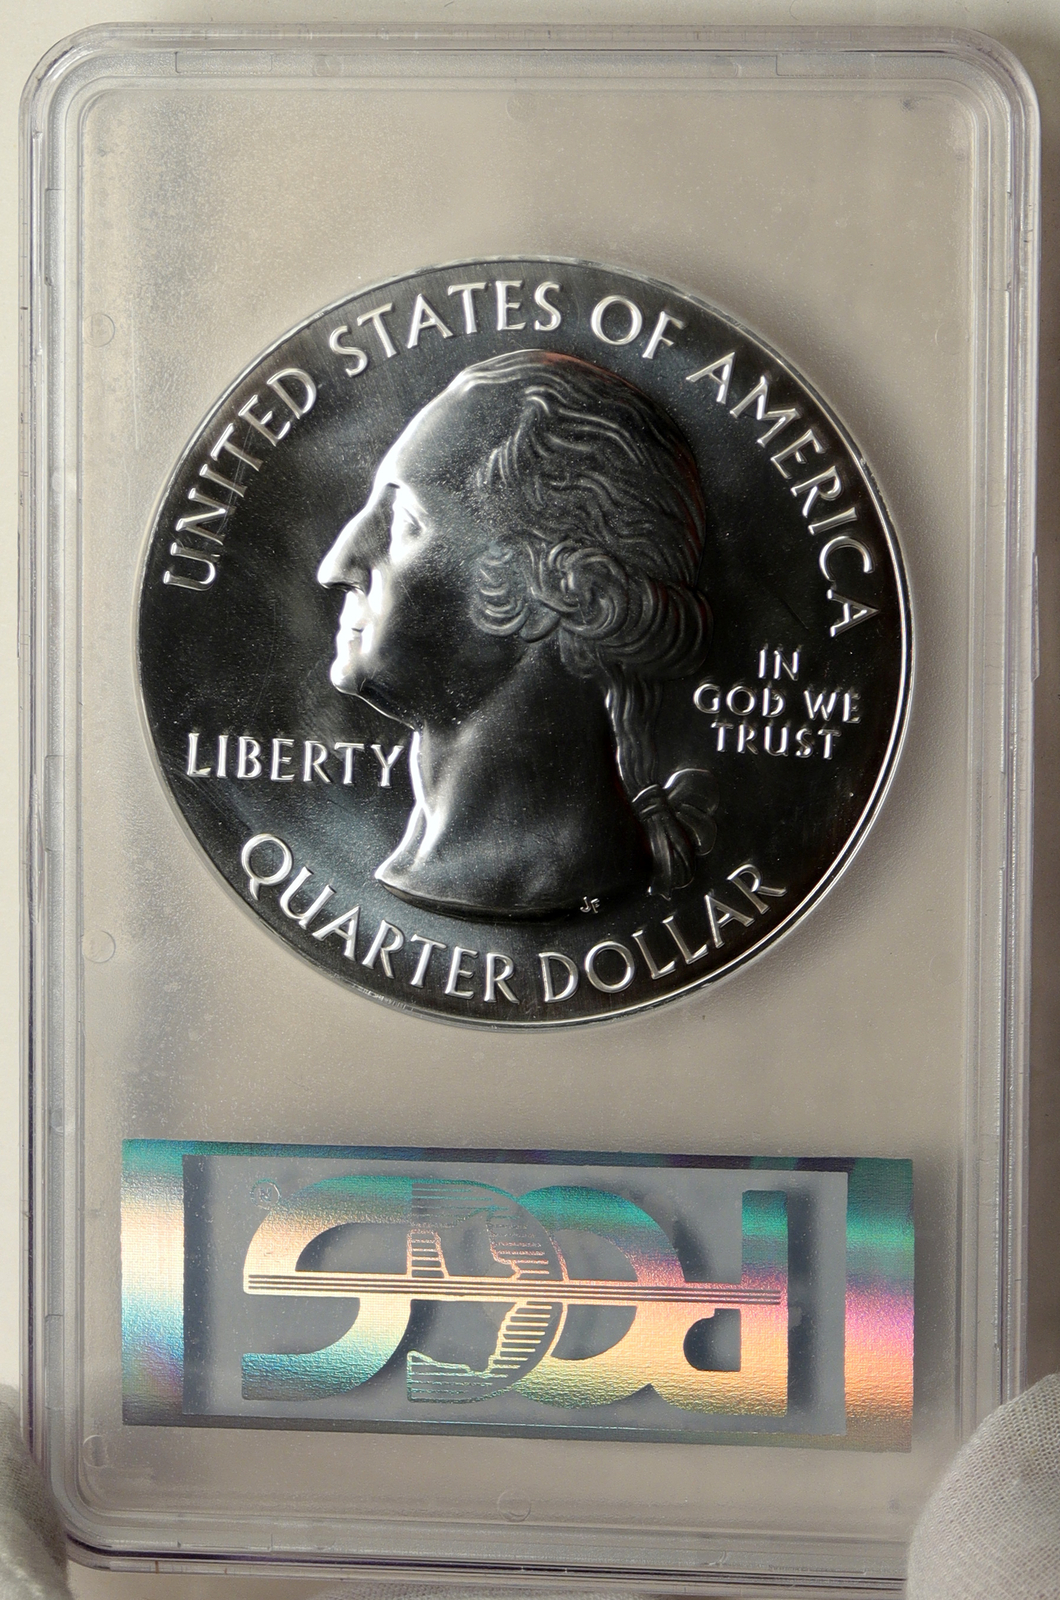 UNITED STATES OF AMERICA
LIBERTY
IN
GOD WE
TRUST
JF
QUARTER DOLLAR
PCGS